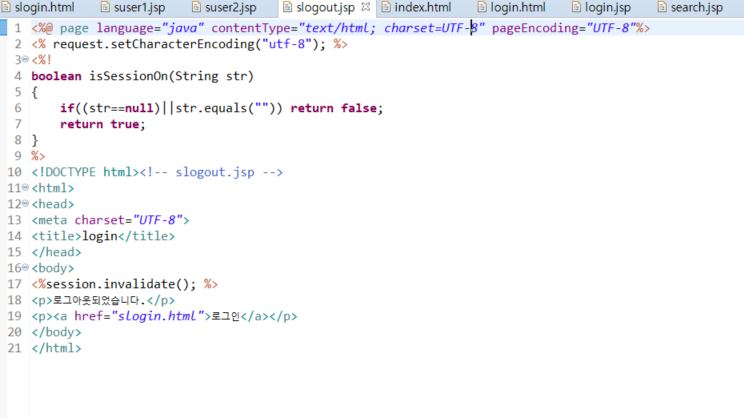 slogin.html suser1.jsp suser2.jsp slogout.jsp index.html login.html login.jsp search.jsp
1 <%@ page language="java" contentType="text/html; charset=UTF-8" pageEncoding="UTF-8"%>
2 <% request.setCharacterEncoding("utf-8"); %>
3 <%!
4 boolean isSessionOn(String str)
5 {
6 if((str==null)||str.equals("")) return false;
7 return true;
8 }
9 %>
10 <!DOCTYPE html><!-- slogout.jsp -->
11 <html>
12 <head>
13 <meta charset="UTF-8">
14 <title>login</title>
15 </head>
16 <body>
17 <%session.invalidate(); %>
18 <p>로그아웃되었습니다.</p>
19 <p><a href="slogin.html">로그인</a></p>
20 </body>
21 </html>